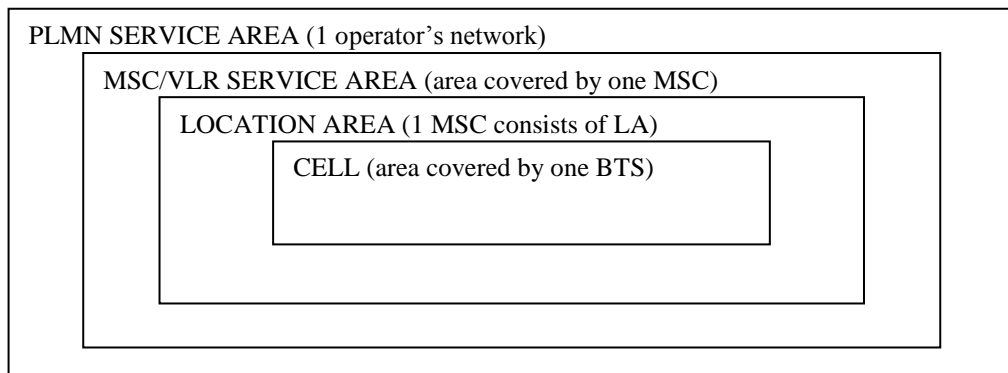 PLMN SERVICE AREA (1 operator’s network)
MSC/VLR SERVICE AREA (area covered by one MSC)
LOCATION AREA (1 MSC consists of LA)
CELL (area covered by one BTS)